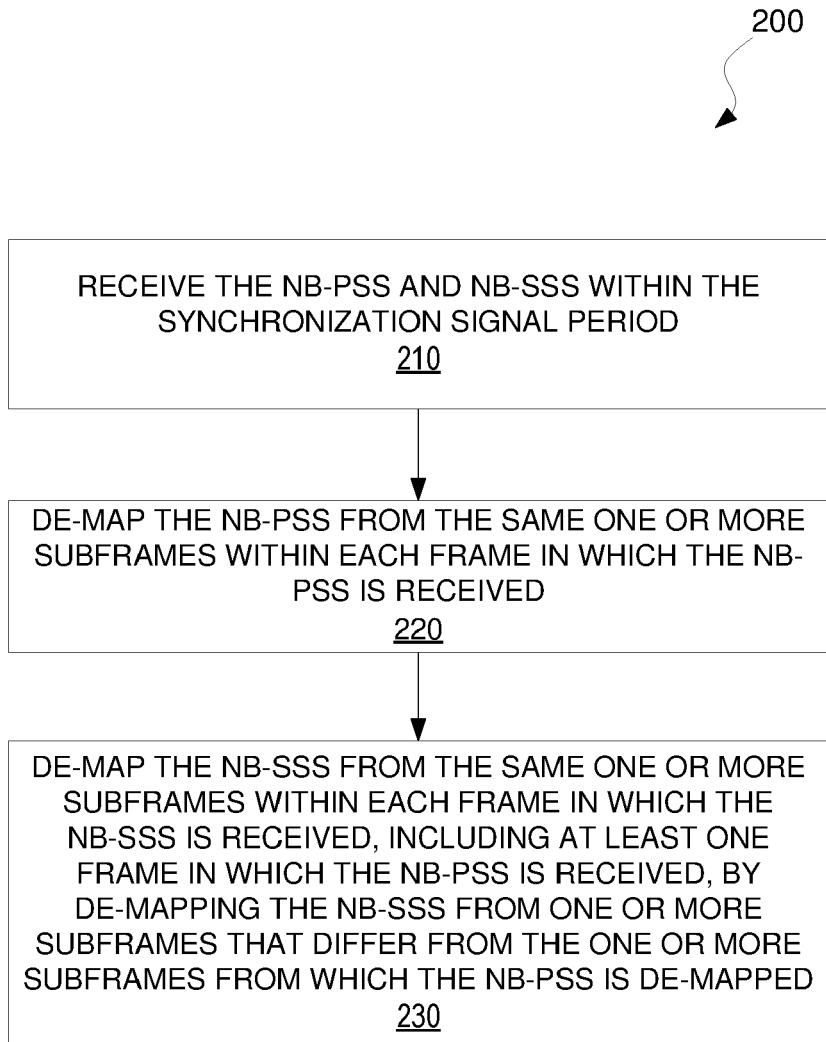 200
RECEIVE THE NB-PSS AND NB-SSS WITHIN THE
SYNCHRONIZATION SIGNAL PERIOD
210
DE-MAP THE NB-PSS FROM THE SAME ONE OR MORE
SUBFRAMES WITHIN EACH FRAME IN WHICH THE NB-
PSS IS RECEIVED
220
DE-MAP THE NB-SSS FROM THE SAME ONE OR MORE
SUBFRAMES WITHIN EACH FRAME IN WHICH THE
NB-SSS IS RECEIVED, INCLUDING AT LEAST ONE
FRAME IN WHICH THE NB-PSS IS RECEIVED, BY
DE-MAPPING THE NB-SSS FROM ONE OR MORE
SUBFRAMES THAT DIFFER FROM THE ONE OR MORE
SUBFRAMES FROM WHICH THE NB-PSS IS DE-MAPPED
230